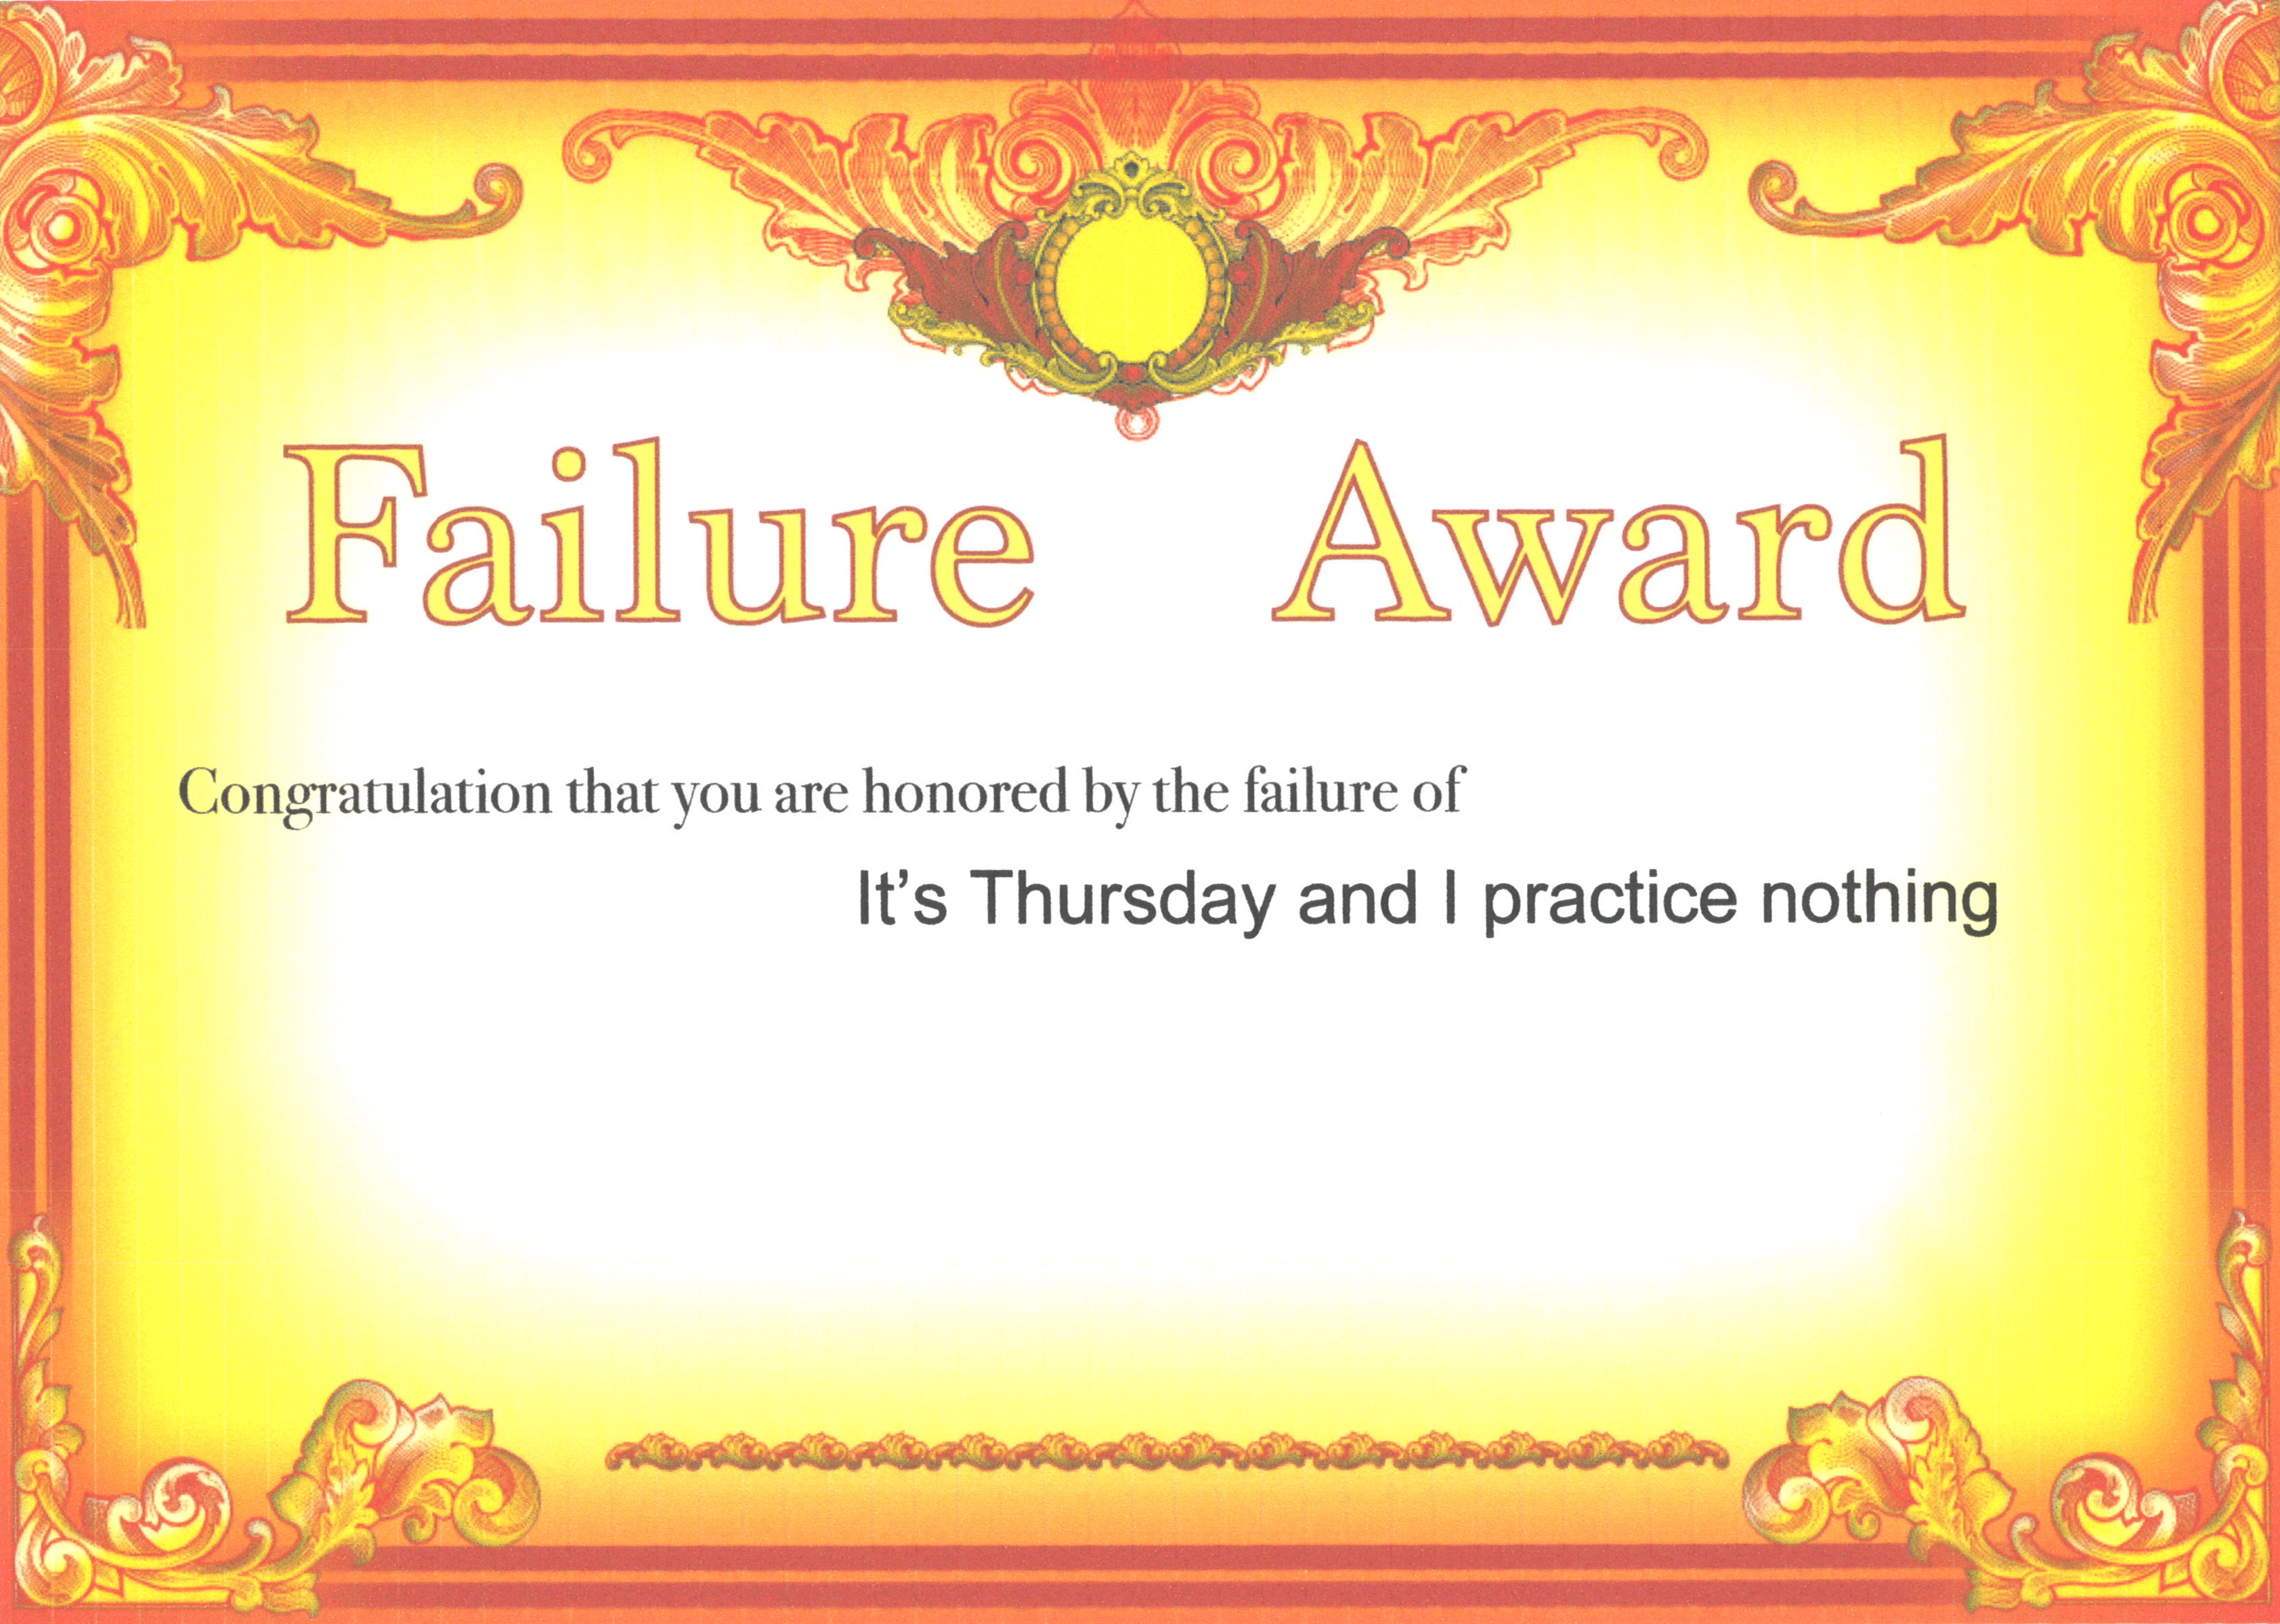 Failure Award
Congratulation that you are honored by the failure of
It’s Thursday and I practice nothing